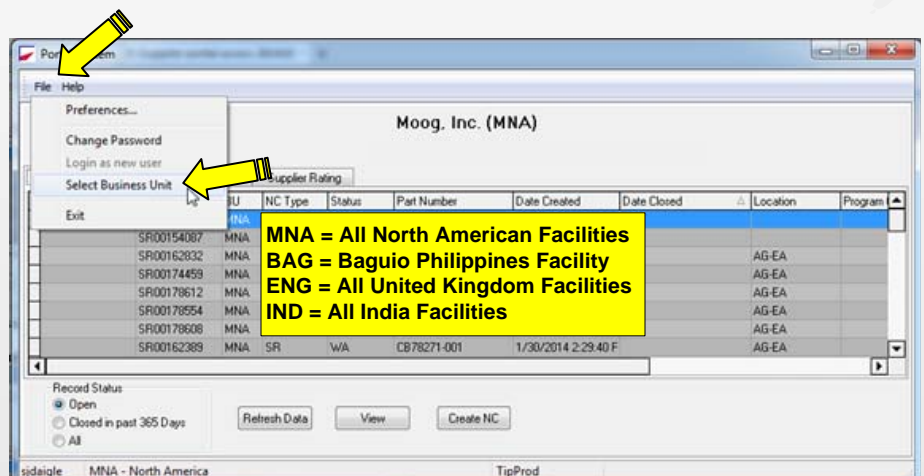 File Help
Preferences...
Change Password
Login as new user
Select Business Unit
Exit
Moog, Inc. (MNA)
Supplier Rating
BU NC Type Status Part Number Date Created Date Closed Location Program
MNA
SR00154087 MNA
SR00162832 MNA AG-EA
SR00174459 MNA AG-EA
SR00178612 MNA AG-EA
SR00178554 MNA AG-EA
SR00178608 MNA AG-EA
SR00162389 MNA SR WA CB78271-001 1/30/2014 2:29:40 F AG-EA
MNA = All North American Facilities
BAG = Baguio Philippines Facility
ENG = All United Kingdom Facilities
IND = All India Facilities
Record Status
Open
Closed in past 365 Days
All
Refresh Data View Create NC
sidaigle MNA - North America TipProd